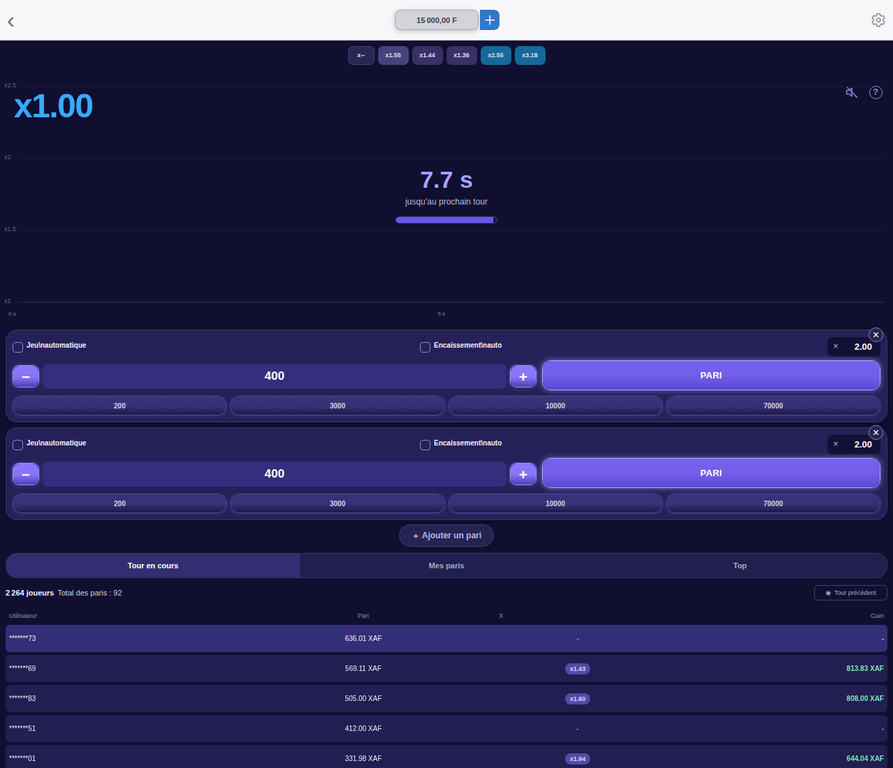 15 000,00 F
x--
x1.55
x1.44
x1.36
x2.55
x3.18
x2.5
x1.00
?
x2
7.7 s
jusqu'au prochain tour
x1.5
x1
0 s
5 s
Jeu\nautomatique
Encaissement\nauto
× 2.00
400
PARI
200
3000
10000
70000
Jeu\nautomatique
Encaissement\nauto
× 2.00
400
PARI
200
3000
10000
70000
+ Ajouter un pari
Tour en cours
Mes paris
Top
2 264 joueurs Total des paris : 92
Tour précédent
Utilisateur Pari X Gain
*******73 636.01 XAF - -
*******69 569.11 XAF x1.43 813.83 XAF
*******83 505.00 XAF x1.60 808.00 XAF
*******51 412.00 XAF - -
*******01 331.98 XAF x1.94 644.04 XAF